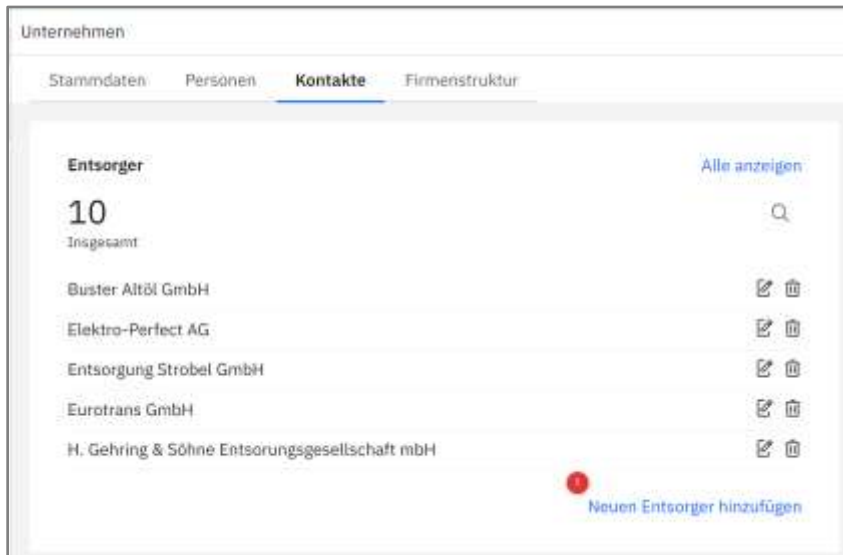 Unternehmen
Stammdaten Personen Kontakte Firmenstruktur
Entsorger Alle anzeigen
10
Insgesamt
Buster Altöl GmbH
Elektro-Perfect AG
Entsorgung Strobel GmbH
Eurotrans GmbH
H. Gehring & Söhne Entsorungsgesellschaft mbH
Neuen Entsorger hinzufügen